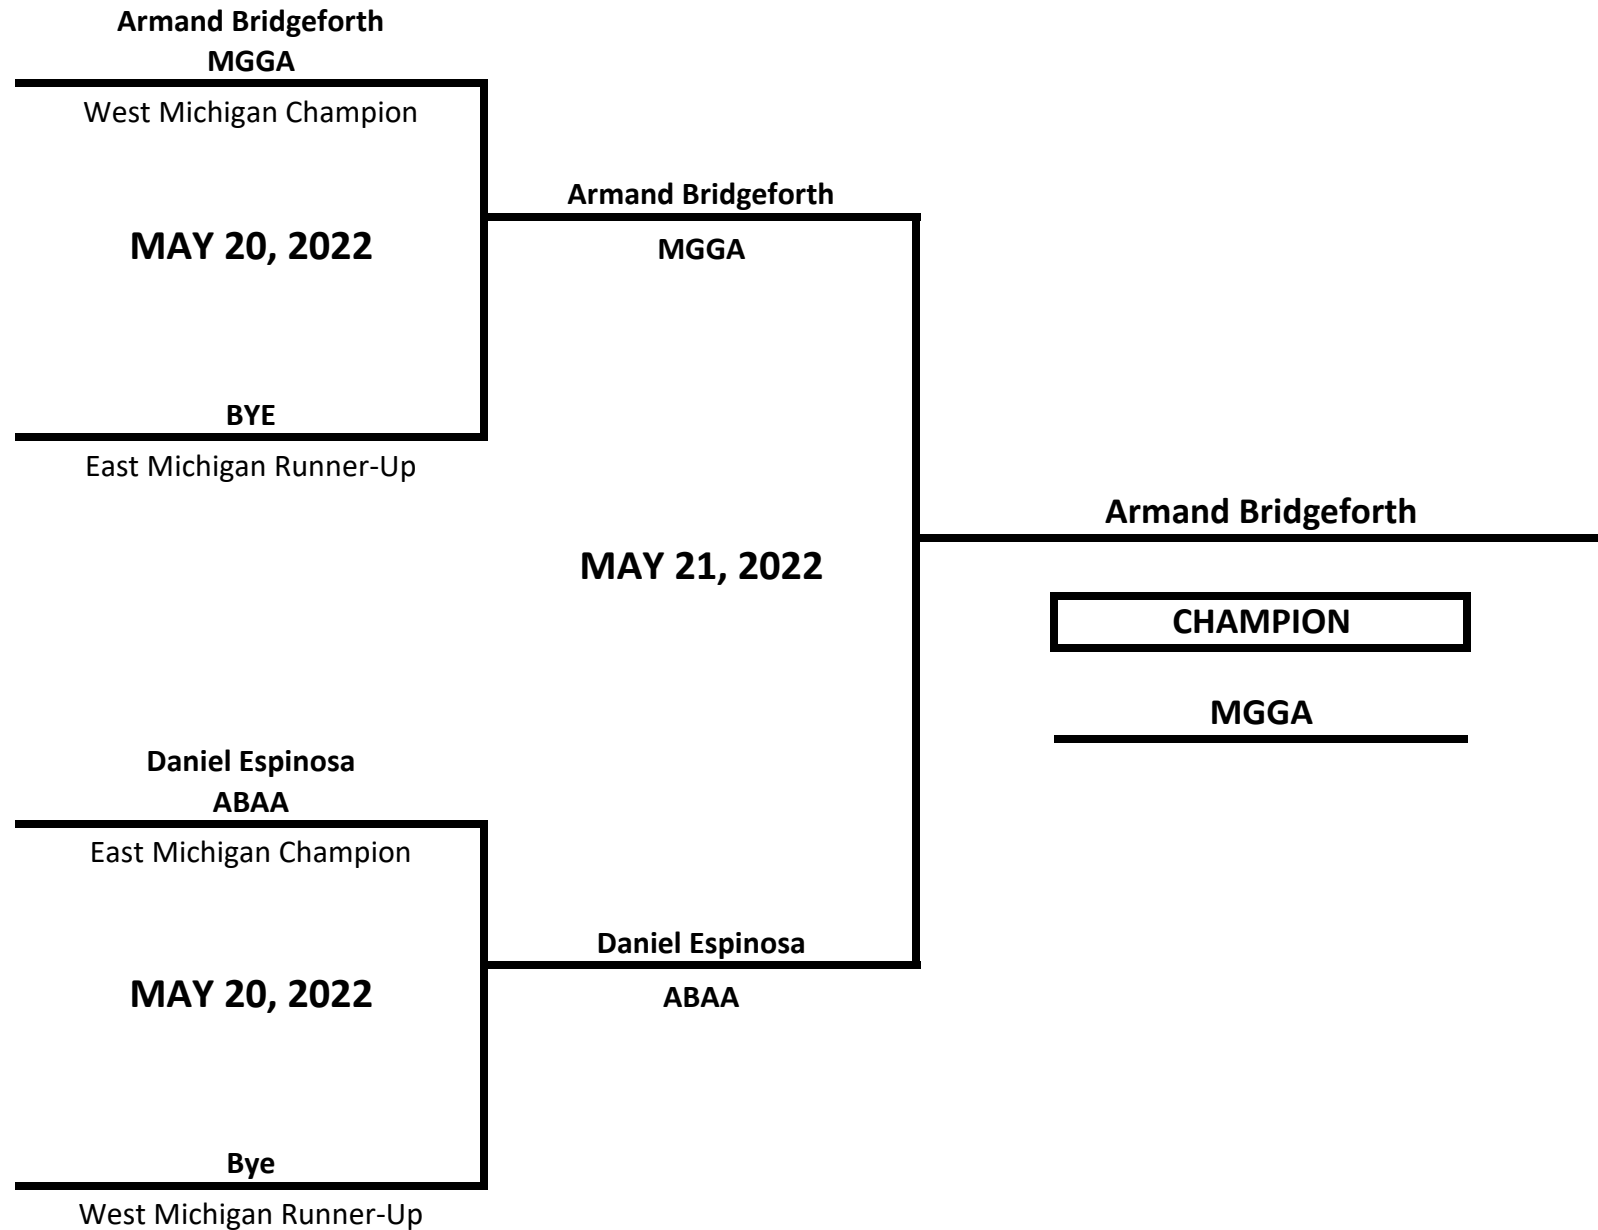 Armand Bridgeforth
MGGA
West Michigan Champion
MAY 20, 2022
BYE
East Michigan Runner-Up
Armand Bridgeforth
MGGA
MAY 21, 2022
Armand Bridgeforth
CHAMPION
MGGA
Daniel Espinosa
ABAA
East Michigan Champion
MAY 20, 2022
Bye
West Michigan Runner-Up
Daniel Espinosa
ABAA